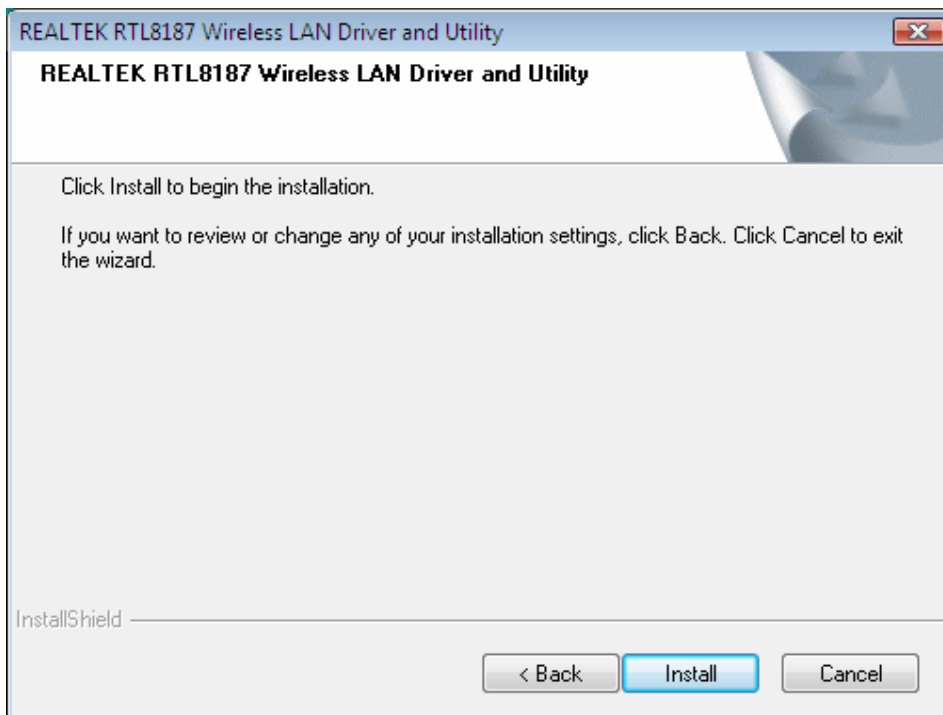 REALTEK RTL8187 Wireless LAN Driver and Utility
REALTEK RTL8187 Wireless LAN Driver and Utility
Click Install to begin the installation.
If you want to review or change any of your installation settings, click Back. Click Cancel to exit
the wizard.
InstallShield
< Back
Install
Cancel